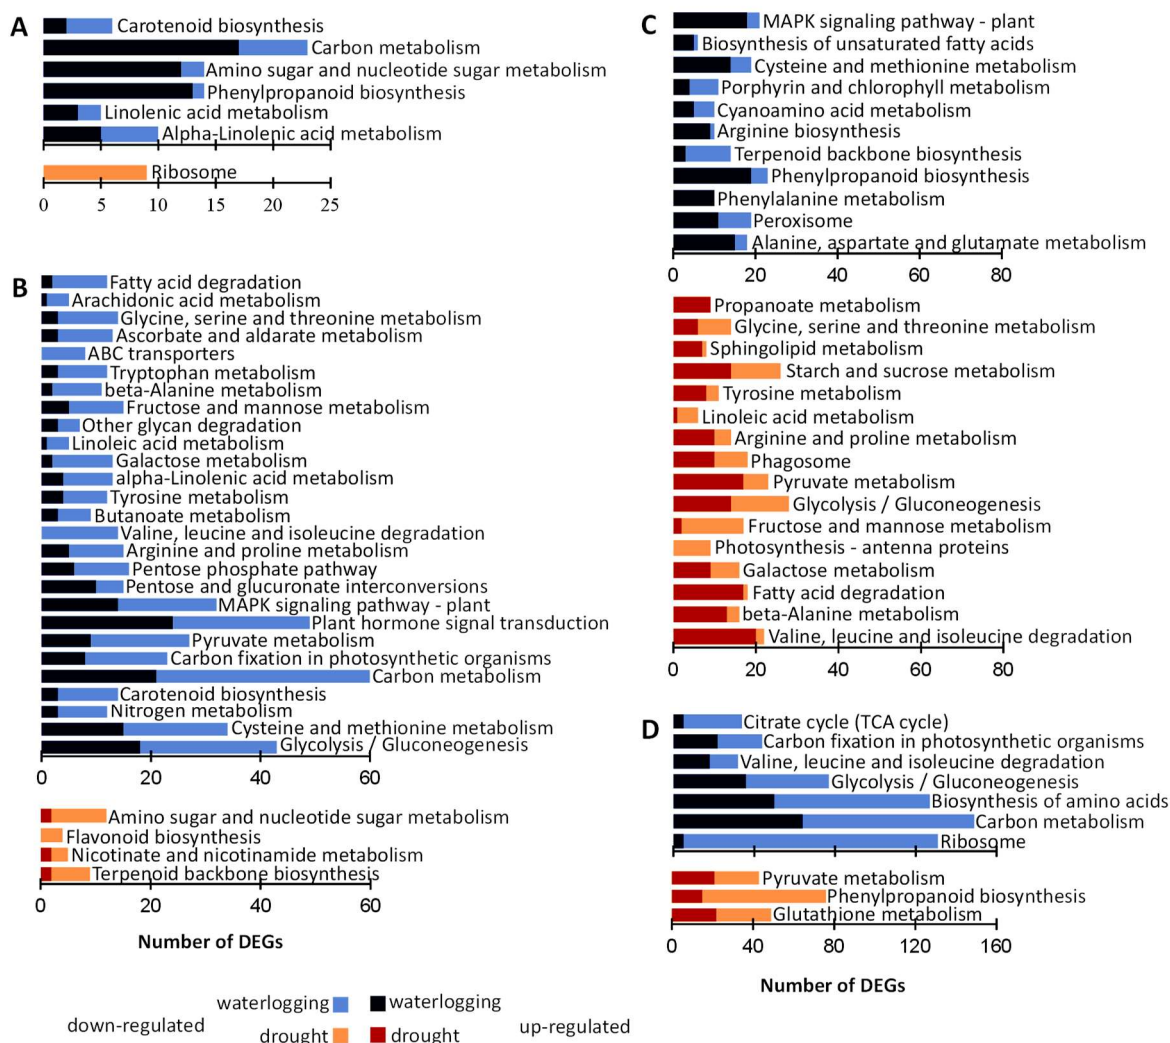 A
Carotenoid biosynthesis
Carbon metabolism
Amino sugar and nucleotide sugar metabolism
Phenylpropanoid biosynthesis
Linolenic acid metabolism
Alpha-Linolenic acid metabolism
Ribosome
0 5 10 15 20 25
B
Fatty acid degradation
Arachidonic acid metabolism
Glycine, serine and threonine metabolism
Ascorbate and aldarate metabolism
ABC transporters
Tryptophan metabolism
beta-Alanine metabolism
Fructose and mannose metabolism
Other glycan degradation
Linoleic acid metabolism
Galactose metabolism
alpha-Linolenic acid metabolism
Tyrosine metabolism
Butanoate metabolism
Valine, leucine and isoleucine degradation
Arginine and proline metabolism
Pentose phosphate pathway
Pentose and glucuronate interconversions
MAPK signaling pathway - plant
Plant hormone signal transduction
Pyruvate metabolism
Carbon fixation in photosynthetic organisms
Carbon metabolism
Carotenoid biosynthesis
Nitrogen metabolism
Cysteine and methionine metabolism
Glycolysis / Gluconeogenesis
0 20 40 60
Amino sugar and nucleotide sugar metabolism
Flavonoid biosynthesis
Nicotinate and nicotinamide metabolism
Terpenoid backbone biosynthesis
0 20 40 60
Number of DEGs
C
MAPK signaling pathway - plant
Biosynthesis of unsaturated fatty acids
Cysteine and methionine metabolism
Porphyrin and chlorophyll metabolism
Cyanoamino acid metabolism
Arginine biosynthesis
Terpenoid backbone biosynthesis
Phenylpropanoid biosynthesis
Phenylalanine metabolism
Peroxisome
Alanine, aspartate and glutamate metabolism
0 20 40 60 80
Propanoate metabolism
Glycine, serine and threonine metabolism
Sphingolipid metabolism
Starch and sucrose metabolism
Tyrosine metabolism
Linoleic acid metabolism
Arginine and proline metabolism
Phagosome
Pyruvate metabolism
Glycolysis / Gluconeogenesis
Fructose and mannose metabolism
Photosynthesis - antenna proteins
Galactose metabolism
Fatty acid degradation
beta-Alanine metabolism
Valine, leucine and isoleucine degradation
0 20 40 60 80
D
Citrate cycle (TCA cycle)
Carbon fixation in photosynthetic organisms
Valine, leucine and isoleucine degradation
Glycolysis / Gluconeogenesis
Biosynthesis of amino acids
Carbon metabolism
Ribosome
Pyruvate metabolism
Phenylpropanoid biosynthesis
Glutathione metabolism
0 40 80 120 160
Number of DEGs
waterlogging waterlogging
down-regulated up-regulated
drought drought